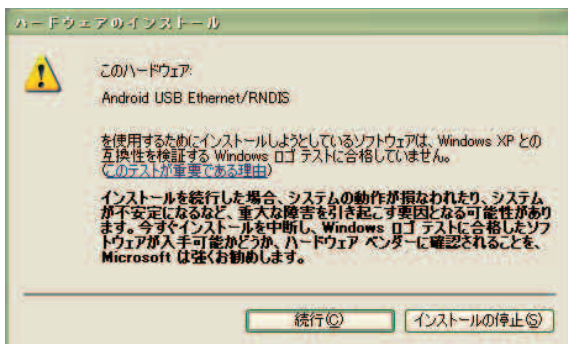 ハードウェアのインストール
このハードウェア:
Android USB Ethernet/RNDIS
を使用するためにインストールしようとしているソフトウェアは、Windows XP との
互換性を検証する Windows ロゴ テストに合格していません。
(このテストが重要である理由)
インストールを続行した場合、システムの動作が損なわれたり、システム
が不安定になるなど、重大な障害を引き起こす要因となる可能性があり
ます。今すぐインストールを中断し、Windows ロゴ テストに合格したソフ
トウェアが入手可能かどうか、ハードウェア ベンダーに確認されることを、
Microsoft は強くお勧めします。
続行(C)
インストールの停止(S)